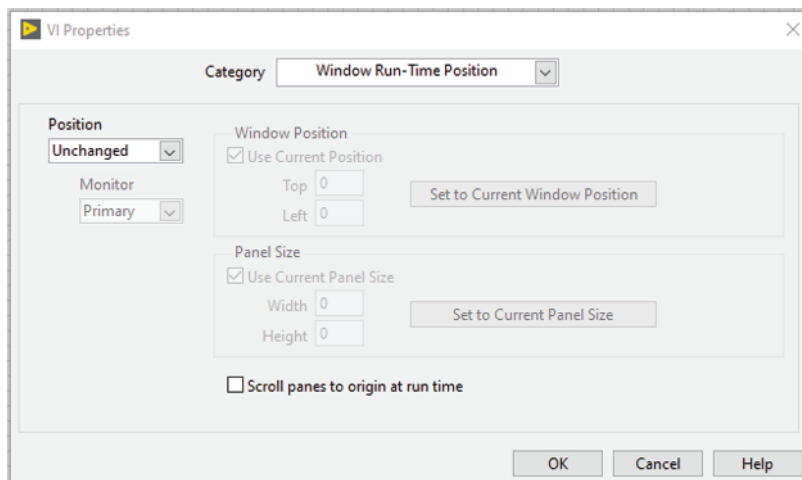 VI Properties
Category Window Run-Time Position
Position
Unchanged
Monitor
Primary
Window Position
Use Current Position
Top 0
Left 0
Set to Current Window Position
Panel Size
Use Current Panel Size
Width 0
Height 0
Set to Current Panel Size
Scroll panes to origin at run time
OK Cancel Help